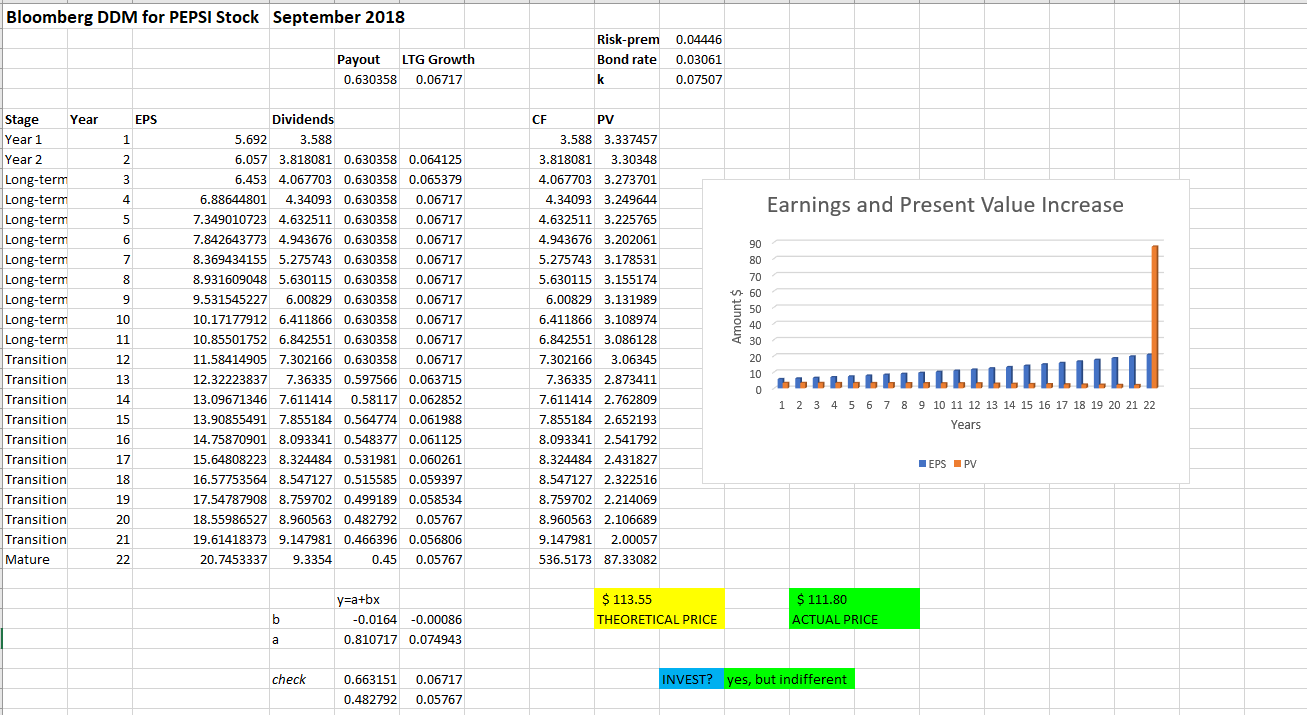 Bloomberg DDM for PEPSI Stock September 2018
Risk-prem 0.04446
Payout LTG Growth Bond rate 0.03061
0.630358 0.06717 k 0.07507
Stage Year EPS Dividends CF PV
Year 1 1 5.692 3.588 3.588 3.337457
Year 2 2 6.057 3.818081 0.630358 0.064125 3.818081 3.30348
Long-term 3 6.453 4.067703 0.630358 0.065379 4.067703 3.273701
Long-term 4 6.88644801 4.34093 0.630358 0.06717 4.34093 3.249644
Long-term 5 7.349010723 4.632511 0.630358 0.06717 4.632511 3.225765
Long-term 6 7.842643773 4.943676 0.630358 0.06717 4.943676 3.202061
Long-term 7 8.369434155 5.275743 0.630358 0.06717 5.275743 3.178531
Long-term 8 8.931609048 5.630115 0.630358 0.06717 5.630115 3.155174
Long-term 9 9.531545227 6.00829 0.630358 0.06717 6.00829 3.131989
Long-term 10 10.17177912 6.411866 0.630358 0.06717 6.411866 3.108974
Long-term 11 10.85501752 6.842551 0.630358 0.06717 6.842551 3.086128
Transition 12 11.58414905 7.302166 0.630358 0.06717 7.302166 3.06345
Transition 13 12.32223837 7.36335 0.597566 0.063715 7.36335 2.873411
Transition 14 13.09671346 7.611414 0.58117 0.062852 7.611414 2.762809
Transition 15 13.90855491 7.855184 0.564774 0.061988 7.855184 2.652193
Transition 16 14.75870901 8.093341 0.548377 0.061125 8.093341 2.541792
Transition 17 15.64808223 8.324484 0.531981 0.060261 8.324484 2.431827
Transition 18 16.57753564 8.547127 0.515585 0.059397 8.547127 2.322516
Transition 19 17.54787908 8.759702 0.499189 0.058534 8.759702 2.214069
Transition 20 18.55986527 8.960563 0.482792 0.05767 8.960563 2.106689
Transition 21 19.61418373 9.147981 0.466396 0.056806 9.147981 2.00057
Mature 22 20.7453337 9.3354 0.45 0.05767 536.5173 87.33082
Earnings and Present Value Increase
Amount $
90
80
70
60
50
40
30
20
10
0
1 2 3 4 5 6 7 8 9 10 11 12 13 14 15 16 17 18 19 20 21 22
Years
EPS PV
y=a+bx $ 113.55 $ 111.80
b -0.0164 -0.00086 THEORETICAL PRICE ACTUAL PRICE
a 0.810717 0.074943
check 0.663151 0.06717 INVEST? yes, but indifferent
0.482792 0.05767